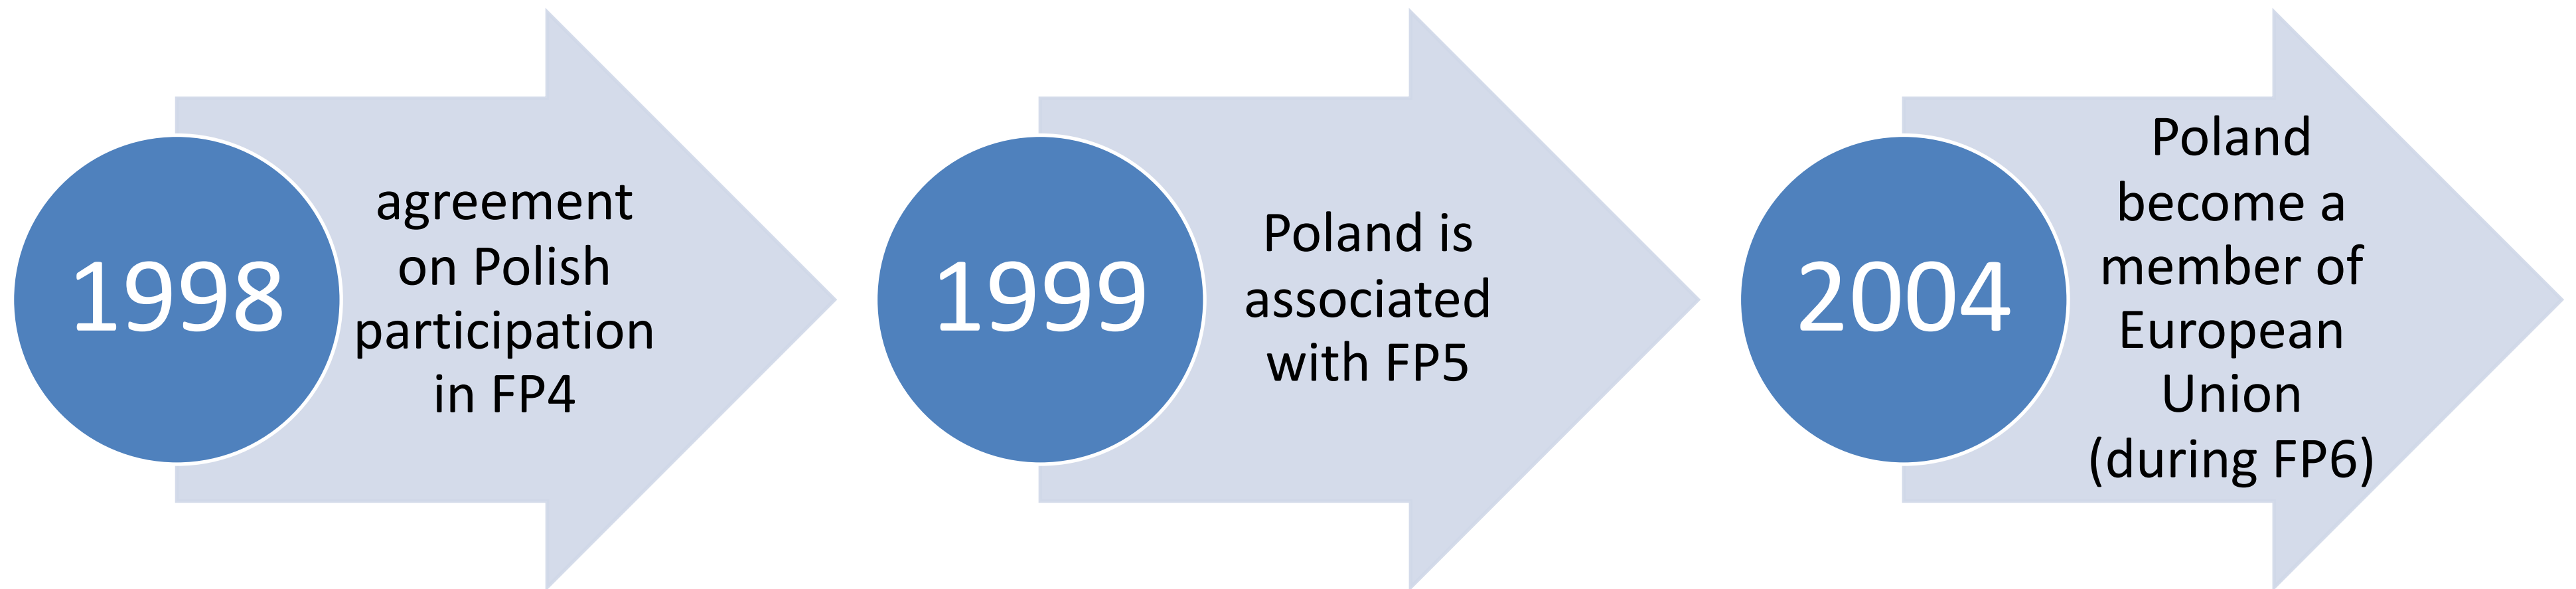 1998
agreement
on Polish
participation
in FP4
1999
Poland is
associated
with FP5
2004
Poland
become a
member of
European
Union
(during FP6)